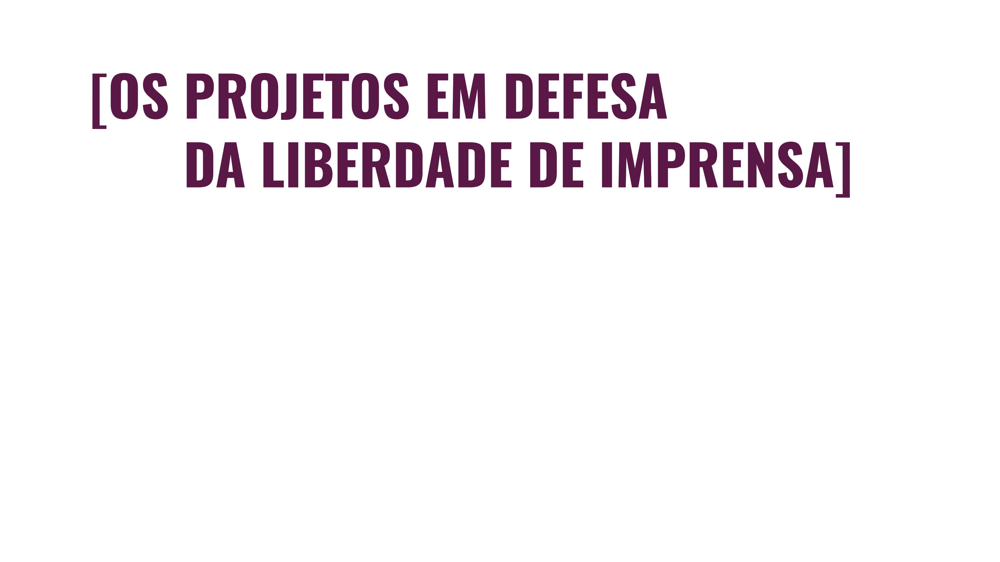 [OS PROJETOS EM DEFESA
DA LIBERDADE DE IMPRENSA]